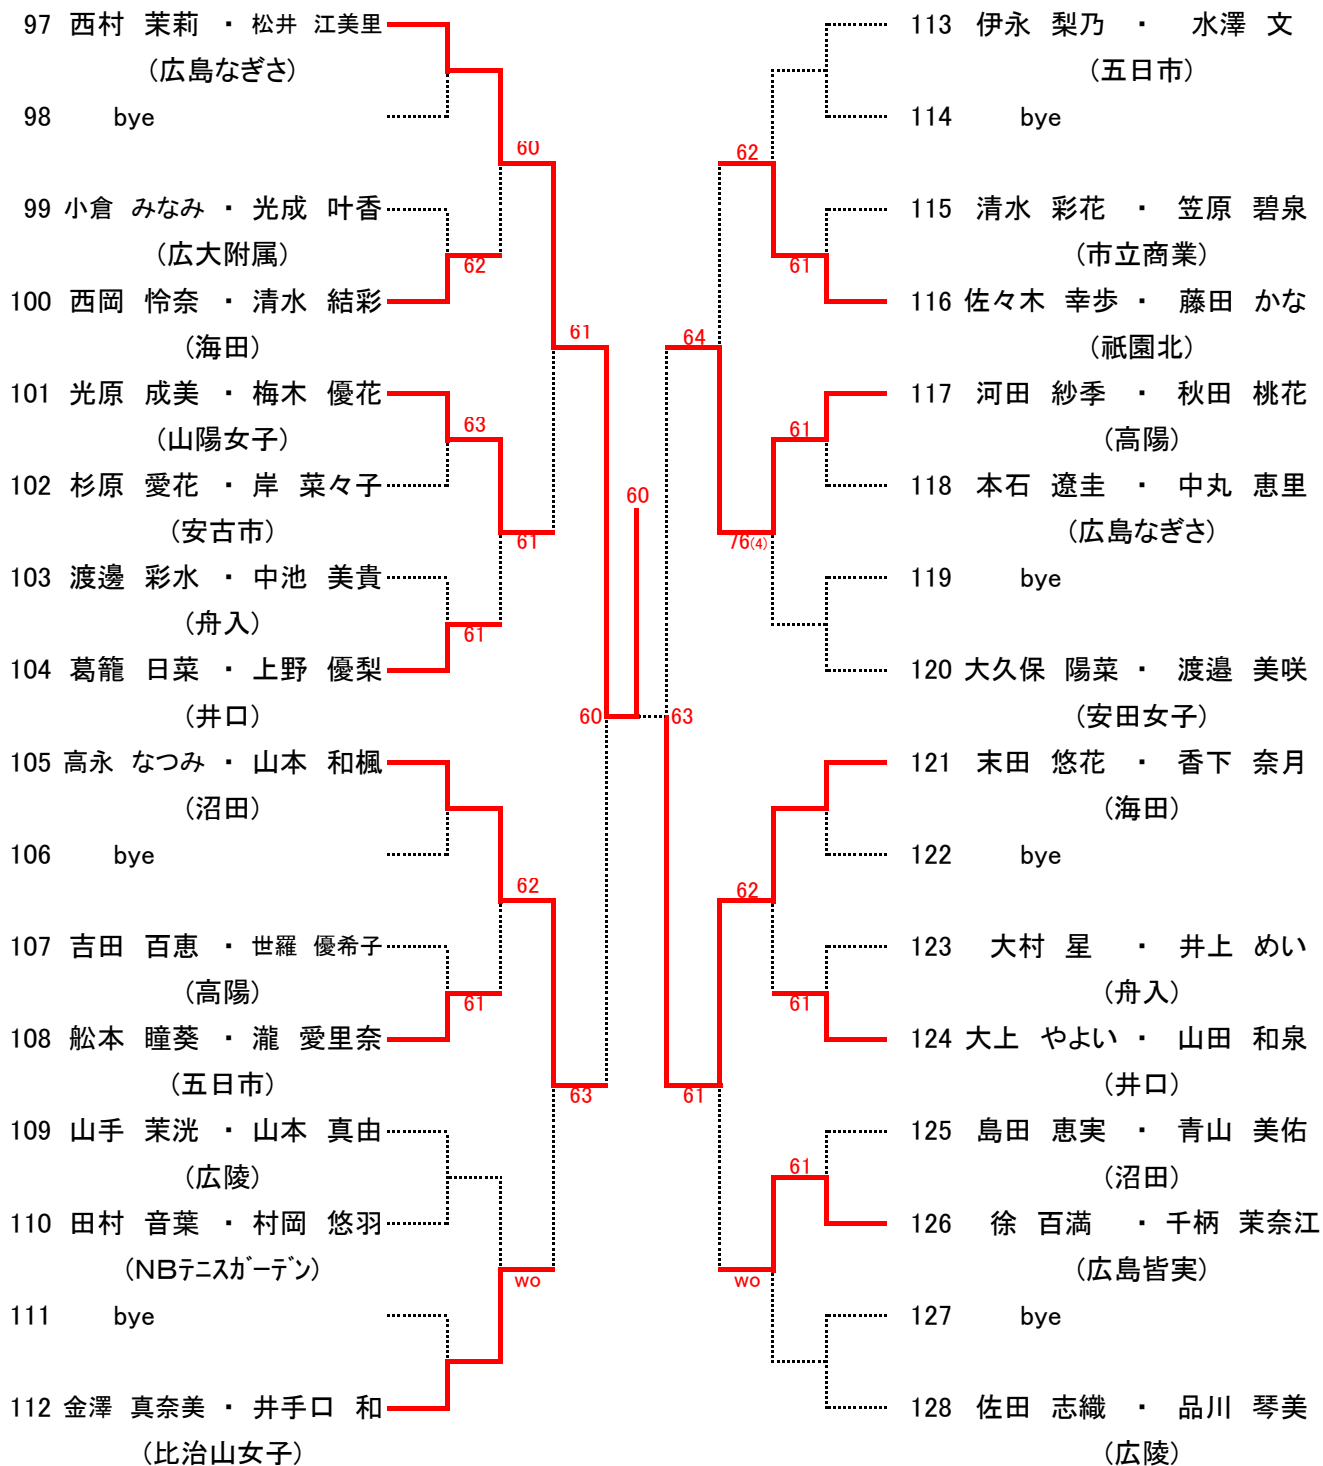 97 西村 茉莉 ・ 松井 江美里
(広島なぎさ)
98 bye
60
99 小倉 みなみ ・ 光成 叶香
(広大附属)
62
100 西岡 怜奈 ・ 清水 結彩
(海田)
61
101 光原 成美 ・ 梅木 優花
63
(山陽女子)
102 杉原 愛花 ・ 岸 菜々子
(安古市)
61
103 渡邊 彩水 ・ 中池 美貴
(舟入)
61
104 葛籠 日菜 ・ 上野 優梨
(井口)
60
105 高永 なつみ ・ 山本 和楓
(沼田)
106 bye
62
107 吉田 百恵 ・ 世羅 優希子
(高陽)
61
108 舩本 瞳葵 ・ 瀧 愛里奈
(五日市)
63
109 山手 茉洸 ・ 山本 真由
(広陵)
110 田村 音葉 ・ 村岡 悠羽
(NBテニスガーデン)
wo
111 bye
112 金澤 真奈美 ・ 井手口 和
(比治山女子)
60
113 伊永 梨乃 ・ 水澤 文
(五日市)
114 bye
62
115 清水 彩花 ・ 笠原 碧泉
(市立商業)
61
116 佐々木 幸歩 ・ 藤田 かな
(祇園北)
64
117 河田 紗季 ・ 秋田 桃花
61
(高陽)
118 本石 遼圭 ・ 中丸 恵里
(広島なぎさ)
76(4)
119 bye
120 大久保 陽菜 ・ 渡邉 美咲
(安田女子)
63
121 末田 悠花 ・ 香下 奈月
(海田)
122 bye
62
123 大村 星 ・ 井上 めい
(舟入)
61
124 大上 やよい ・ 山田 和泉
(井口)
61
125 島田 恵実 ・ 青山 美佑
61
(沼田)
126 徐 百満 ・ 千柄 茉奈江
(広島皆実)
wo
127 bye
128 佐田 志織 ・ 品川 琴美
(広陵)